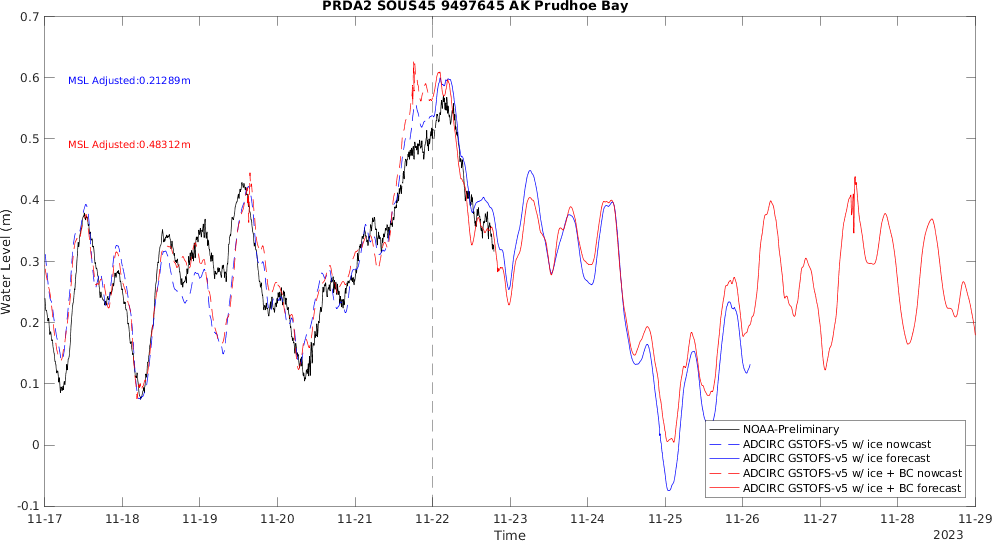 PRDA2 SOUS45 9497645 AK Prudhoe Bay
0.7
0.6
0.5
0.4
0.3
0.2
0.1
0
-0.1
Water Level (m)
MSL Adjusted:0.21289m
MSL Adjusted:0.48312m
NOAA-Preliminary
ADCIRC GSTOFS-v5 w/ ice nowcast
ADCIRC GSTOFS-v5 w/ ice forecast
ADCIRC GSTOFS-v5 w/ ice + BC nowcast
ADCIRC GSTOFS-v5 w/ ice + BC forecast
11-17 11-18 11-19 11-20 11-21 11-22 11-23 11-24 11-25 11-26 11-27 11-28 11-29
Time
2023